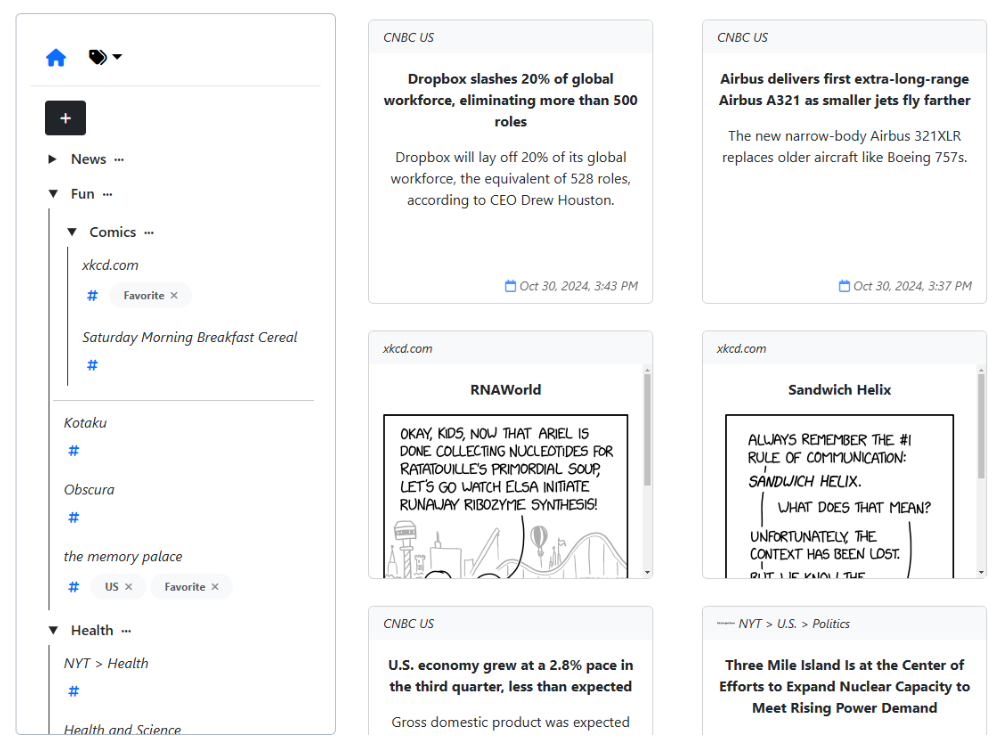 +
News ...
Fun ...
Comics ...
xkcd.com
# Favorite ×
Saturday Morning Breakfast Cereal
#
Kotaku
#
Obscura
#
the memory palace
# US × Favorite ×
Health ...
NYT > Health
#
Health and Science
CNBC US
Dropbox slashes 20% of global
workforce, eliminating more than 500
roles
Dropbox will lay off 20% of its global
workforce, the equivalent of 528 roles,
according to CEO Drew Houston.
Oct 30, 2024, 3:43 PM
CNBC US
Airbus delivers first extra-long-range
Airbus A321 as smaller jets fly farther
The new narrow-body Airbus 321XLR
replaces older aircraft like Boeing 757s.
Oct 30, 2024, 3:37 PM
xkcd.com
RNAWorld
OKAY, KIDS, NOW THAT ARIEL IS
DONE COLLECTING NUCLEOTIDES FOR
RATATOUILLE'S PRIMORDIAL SOUP,
LET'S GO WATCH ELSA INITIATE
RUNAWAY RIBOZYME SYNTHESIS!
xkcd.com
Sandwich Helix
ALWAYS REMEMBER THE #1
RULE OF COMMUNICATION:
SANDWICH HELIX.
WHAT DOES THAT MEAN?
UNFORTUNATELY, THE
CONTEXT HAS BEEN LOST.
BUT WE KNOW THE
CNBC US
U.S. economy grew at a 2.8% pace in
the third quarter, less than expected
Gross domestic product was expected
NYT > U.S. > Politics
Three Mile Island Is at the Center of
Efforts to Expand Nuclear Capacity to
Meet Rising Power Demand